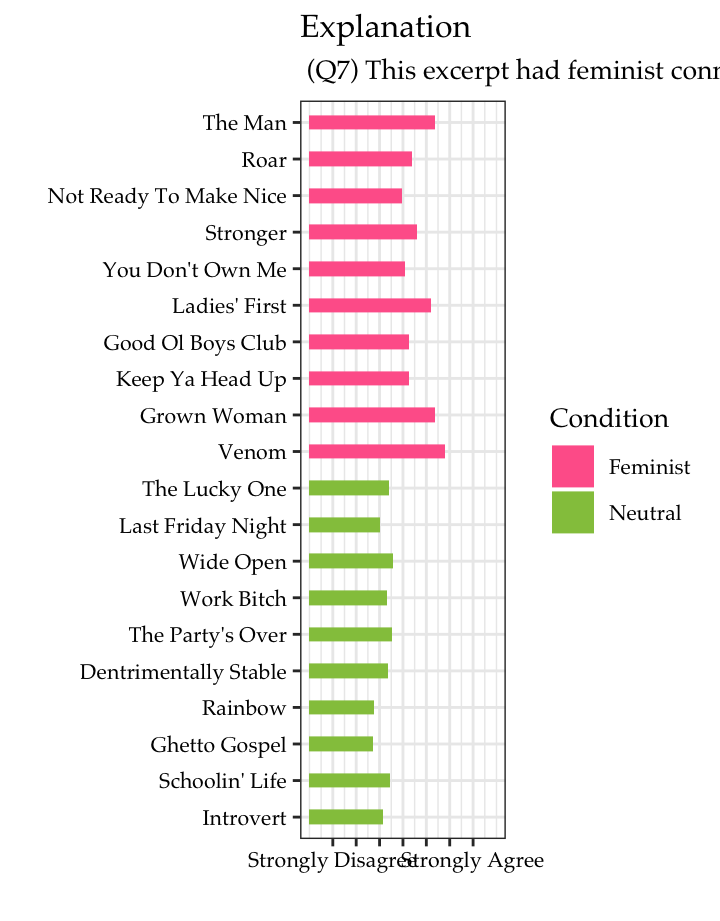 Explanation
(Q7) This excerpt had feminist
The Man
Roar
Not Ready To Make Nice
Stronger
You Don't Own Me
Ladies' First
Good Ol Boys Club
Keep Ya Head Up
Grown Woman
Venom
The Lucky One
Last Friday Night
Wide Open
Work Bitch
The Party's Over
Dentrimentally Stable
Rainbow
Ghetto Gospel
Schoolin' Life
Introvert
Condition
Feminist
Neutral
Strongly Disagree
Strongly Agree